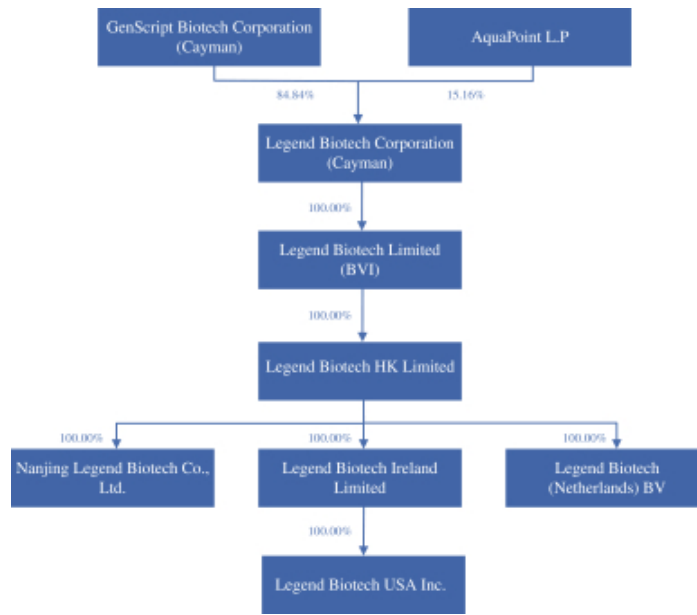 GenScript Biotech Corporation
(Cayman)
AquaPoint L.P
84.84%
15.16%
Legend Biotech Corporation
(Cayman)
100.00%
Legend Biotech Limited
(BVI)
100.00%
Legend Biotech HK Limited
100.00%
100.00%
100.00%
Nanjing Legend Biotech Co.,
Ltd.
Legend Biotech Ireland
Limited
Legend Biotech
(Netherlands) BV
100.00%
Legend Biotech USA Inc.